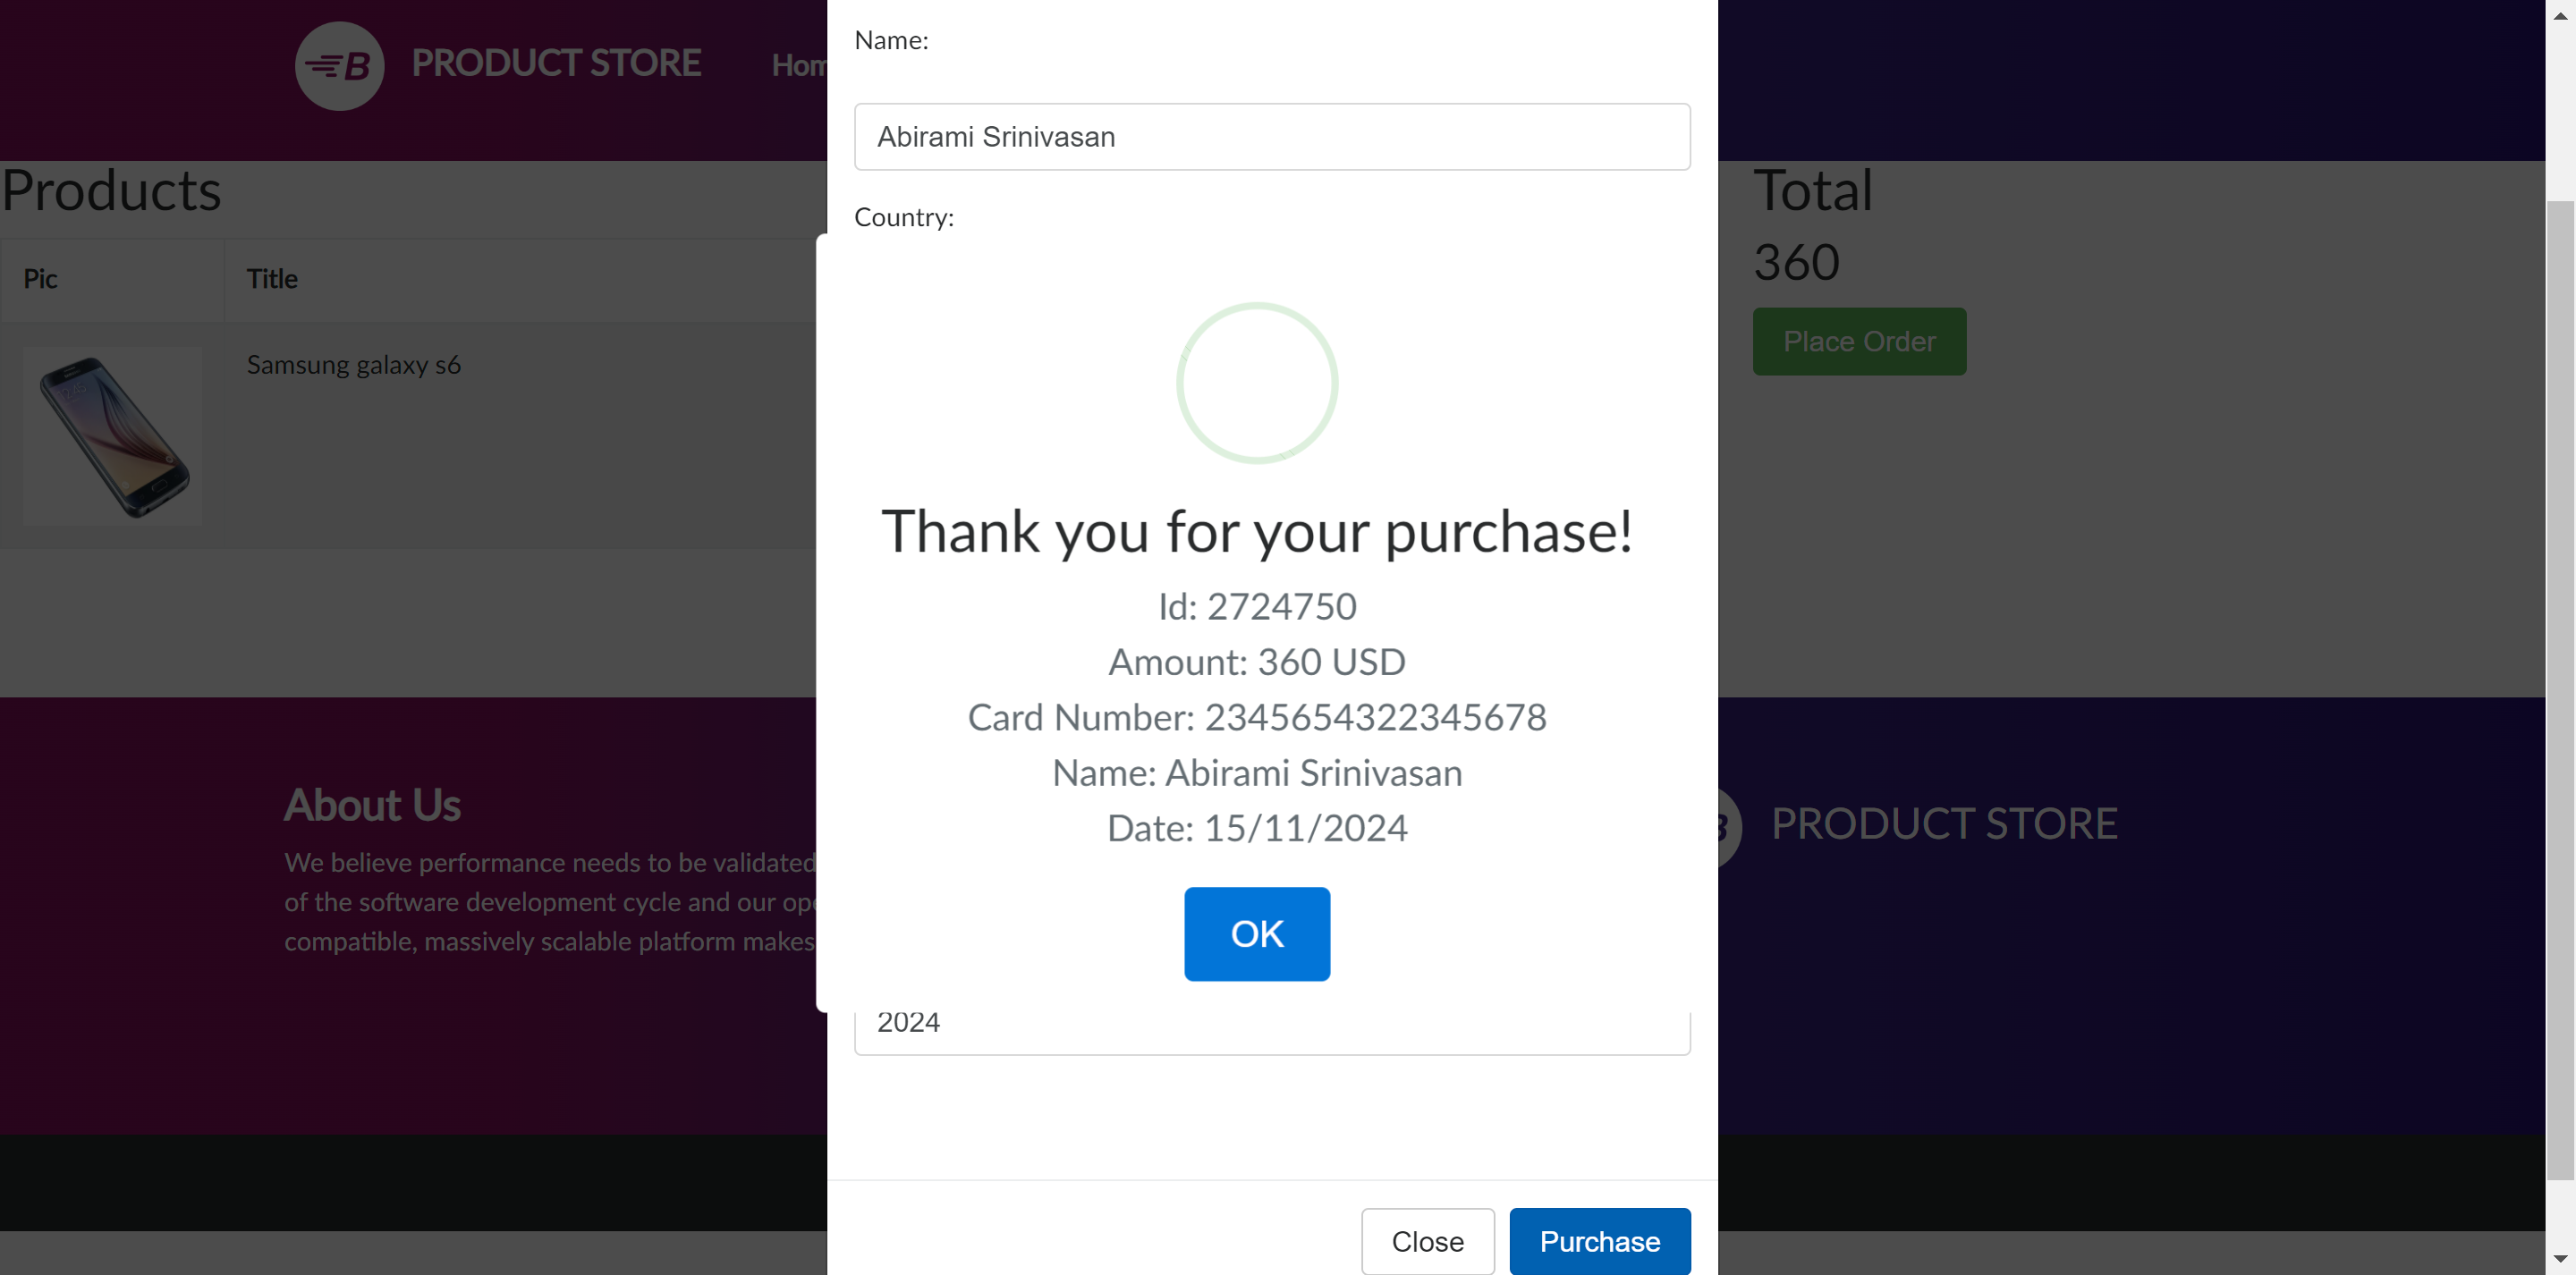 B PRODUCT STORE Hom
Name:
Abirami Srinivasan
Country:
Products
Pic Title
Samsung galaxy s6
Total
360
Place Order
Thank you for your purchase!
Id: 2724750
Amount: 360 USD
Card Number: 2345654322345678
Name: Abirami Srinivasan
Date: 15/11/2024
OK
2024
Close Purchase
About Us
We believe performance needs to be validated
of the software development cycle and our ope
compatible, massively scalable platform makes
B PRODUCT STORE